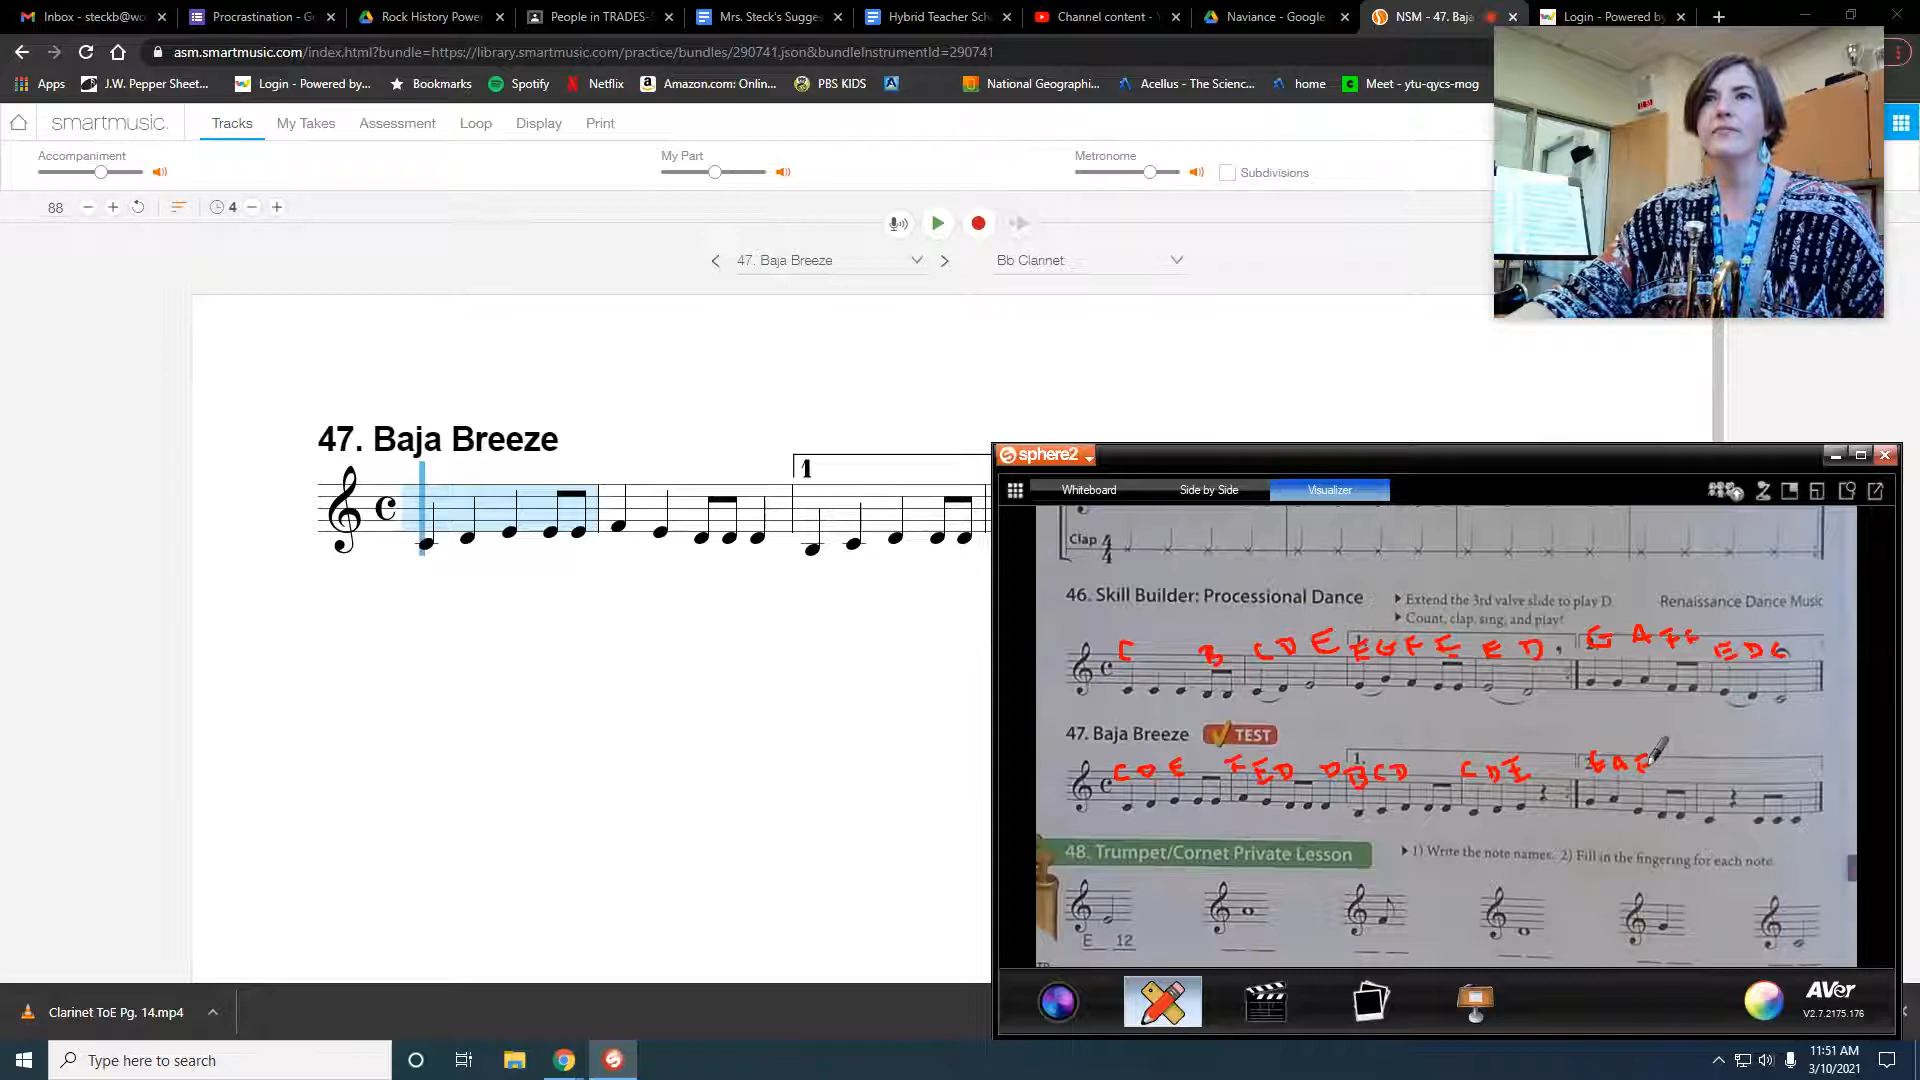 Inbox - steckb@wo
Procrastination - G
Rock History Powe
People in TRADES-S
Mrs. Steck's Sugge
Hybrid Teacher Sch
Channel content - Y
Naviance - Google
NSM - 47. Baja
Login - Powered by
asm.smartmusic.com/index.html?bundle=https://library.smartmusic.com/practice/bundles/290741.json&bundleInstrumentId=290741
Apps
J.W. Pepper Sheet...
Login - Powered by...
Bookmarks
Spotify
Netflix
Amazon.com: Onlin...
PBS KIDS
National Geographi...
Acellus - The Scienc...
home
Meet - ytu-qycs-mog
smartmusic.
Tracks
My Takes
Assessment
Loop
Display
Print
Accompaniment
My Part
Metronome
Subdivisions
88
4
47. Baja Breeze
Bb Clarinet
47. Baja Breeze
1
sphere2
Whiteboard
Side by Side
Visualizer
Clap 4 4
46. Skill Builder: Processional Dance
Extend the 3rd valve slide to play D.
Count, clap, sing, and play!
Renaissance Dance Music
C B C D E E G F E E D G A F F E D C
47. Baja Breeze
TEST
C D E F E D D B C D C D E G A F
1.
48. Trumpet/Cornet Private Lesson
1) Write the note names. 2) Fill in the fingering for each note.
E 12
AVer
V2.7.2175.176
Clarinet ToE Pg. 14.mp4
Type here to search
11:51 AM
3/10/2021